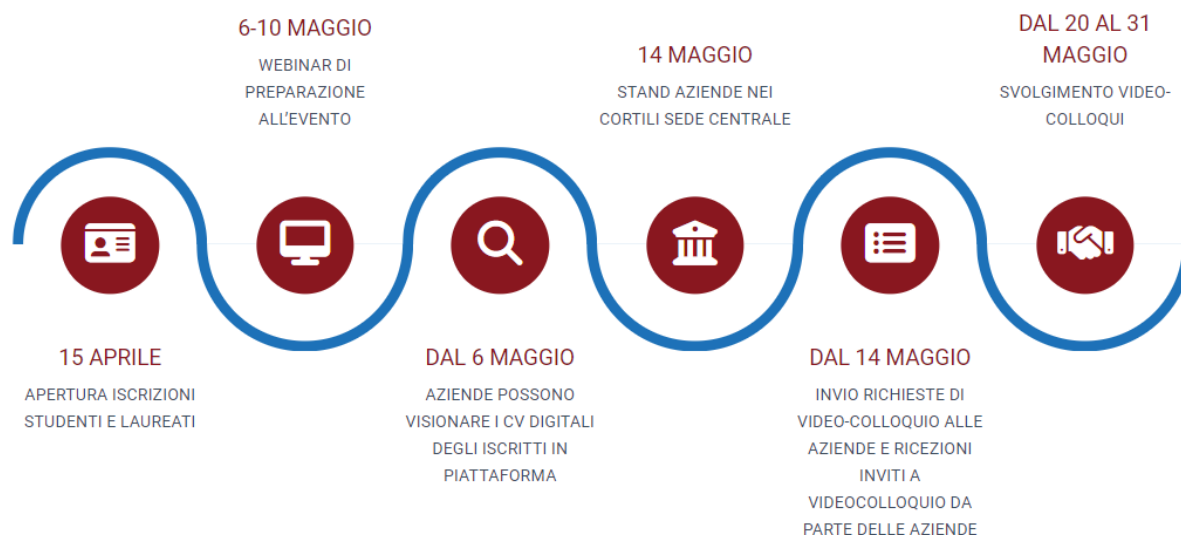 15 APRILE
APERTURA ISCRIZIONI
STUDENTI E LAUREATI
6-10 MAGGIO
WEBINAR DI
PREPARAZIONE
ALL'EVENTO
DAL 6 MAGGIO
AZIENDE POSSONO
VISIONARE I CV DIGITALI
DEGLI ISCRITTI IN
PIATTAFORMA
14 MAGGIO
STAND AZIENDE NEI
CORTILI SEDE CENTRALE
DAL 14 MAGGIO
INVIO RICHIESTE DI
VIDEO-COLLOQUIO ALLE
AZIENDE E RICEZIONI
INVITI A
VIDEOCOLLOQUIO DA
PARTE DELLE AZIENDE
DAL 20 AL 31
MAGGIO
SVOLGIMENTO VIDEO-
COLLOQUI